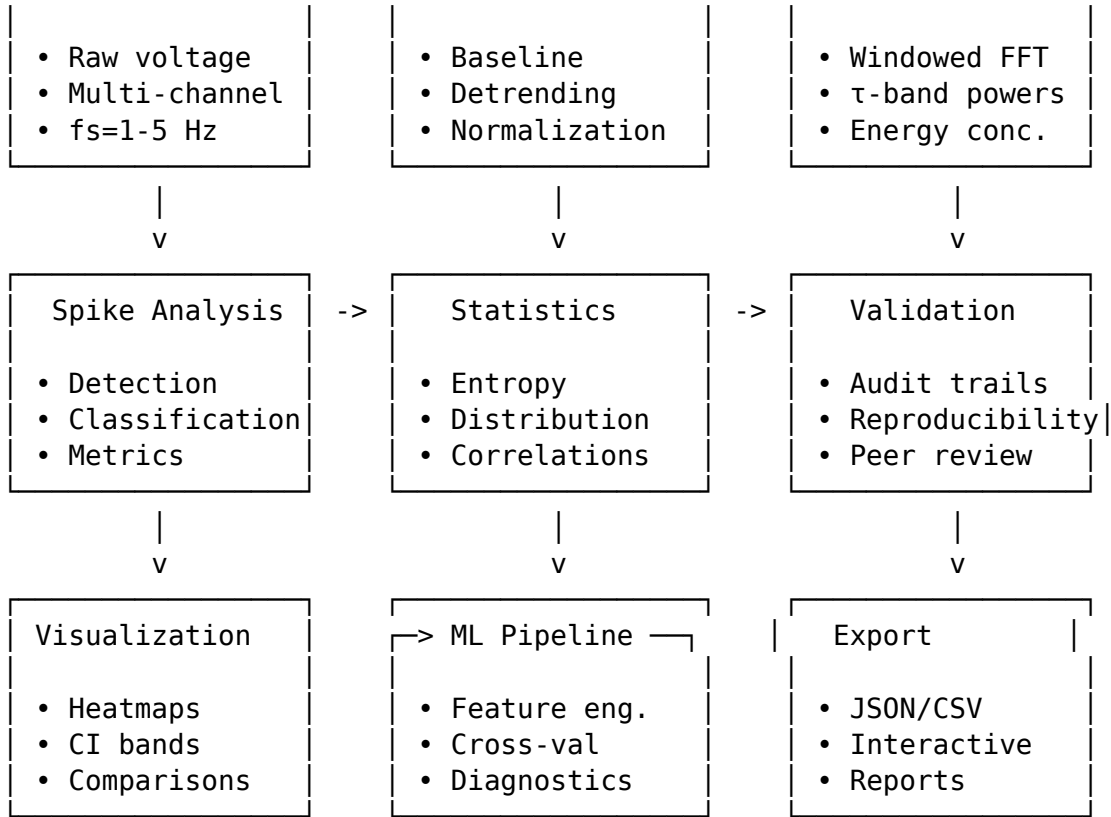 • Raw voltage • Baseline • Windowed FFT
• Multi-channel • Detrending • τ-band powers
• fs=1-5 Hz • Normalization • Energy conc.
v v v
Spike Analysis -> Statistics -> Validation
• Detection • Entropy • Audit trails
• Classification • Distribution • Reproducibility
• Metrics • Correlations • Peer review
v v v
Visualization ─> ML Pipeline ── Export
• Heatmaps • Feature eng. • JSON/CSV
• CI bands • Cross-val • Interactive
• Comparisons • Diagnostics • Reports